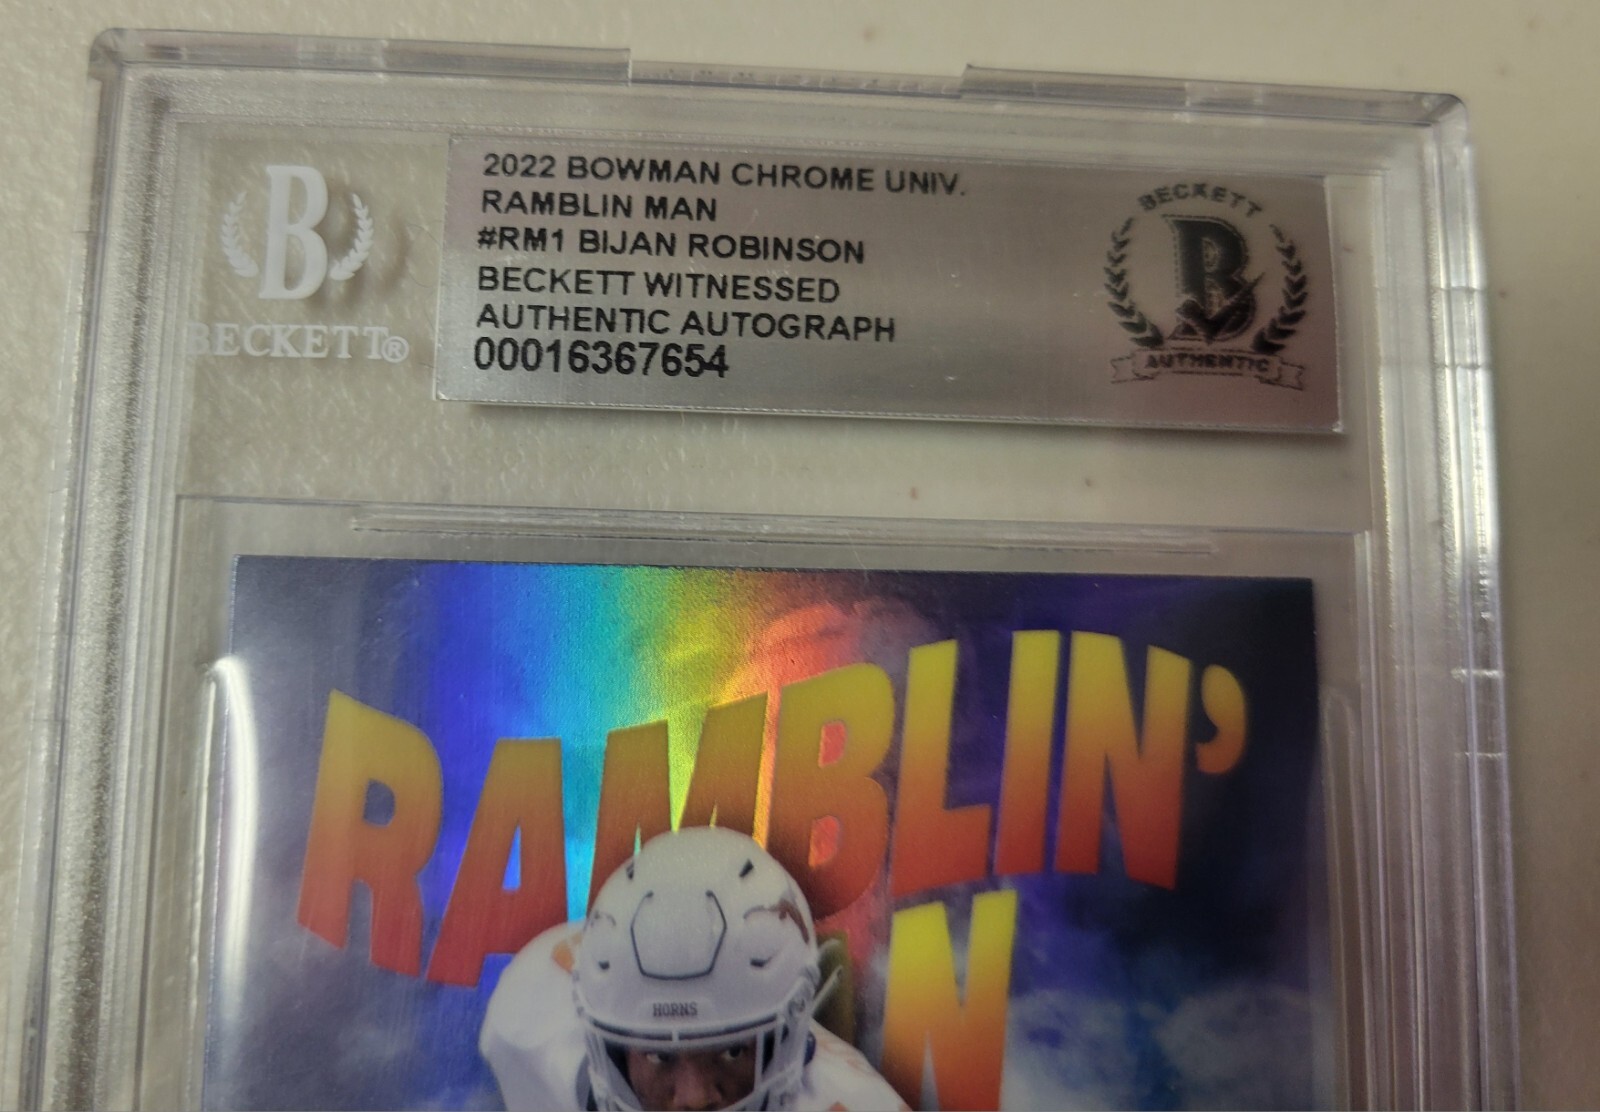 BECKETT®
2022 BOWMAN CHROME UNIV.
RAMBLIN MAN
#RM1 BIJAN ROBINSON
BECKETT WITNESSED
AUTHENTIC AUTOGRAPH
00016367654
BECKETT
B
AUTHENTIC
B
RAMBLIN'
N
HORNS